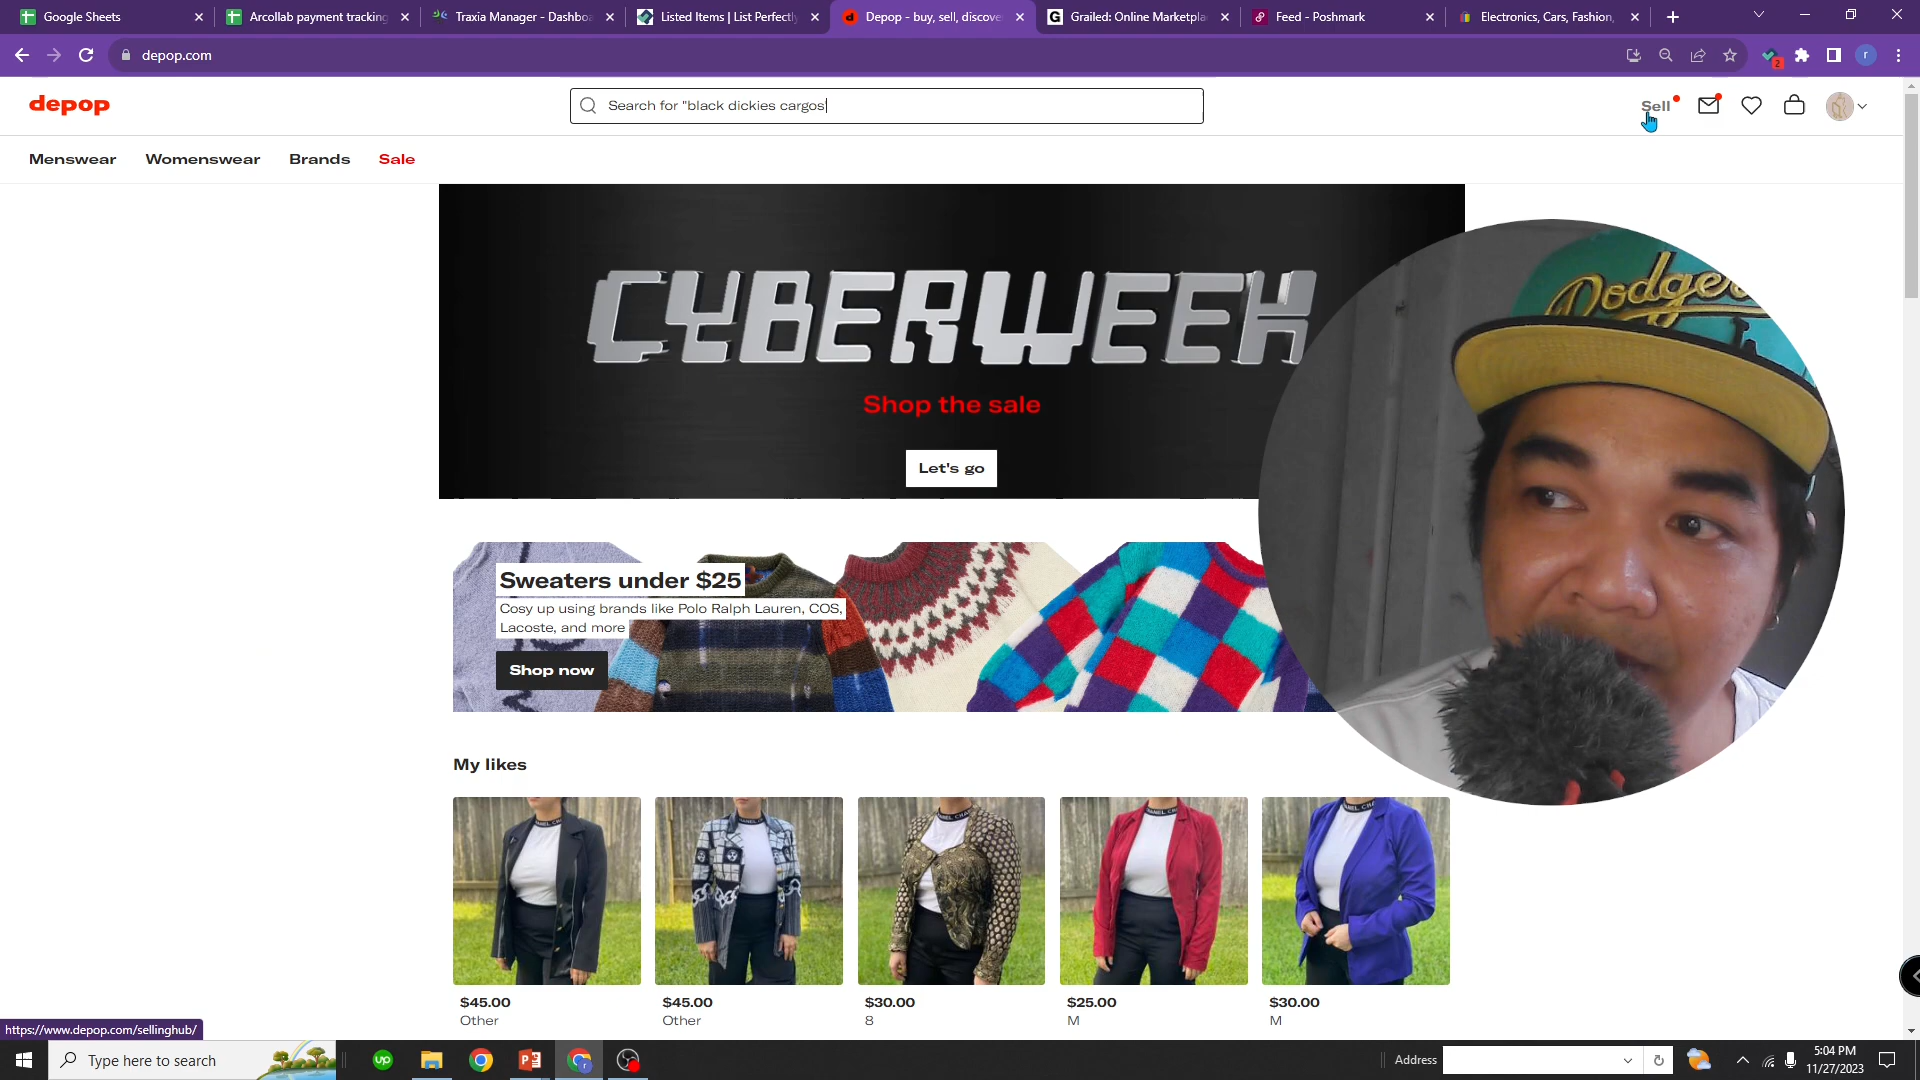 Google Sheets
Arcollab payment tracking
Traxia Manager - Dashboa
Listed Items | List Perfectly
Depop - buy, sell, discove
Grailed: Online Marketpla
Feed - Poshmark
Electronics, Cars, Fashion,
depop.com
2
r
depop
Search for "black dickies cargos
Sell
Menswear
Womenswear
Brands
Sale
CYBERWEEK
Dodgers
Shop the sale
Let's go
Sweaters under $25
Cosy up using brands like Polo Ralph Lauren, COS,
Lacoste, and more
Shop now
My likes
$45.00
Other
$45.00
Other
$30.00
8
$25.00
M
$30.00
M
https://www.depop.com/sellinghub/
Type here to search
up
Address
5:04 PM
11/27/2023